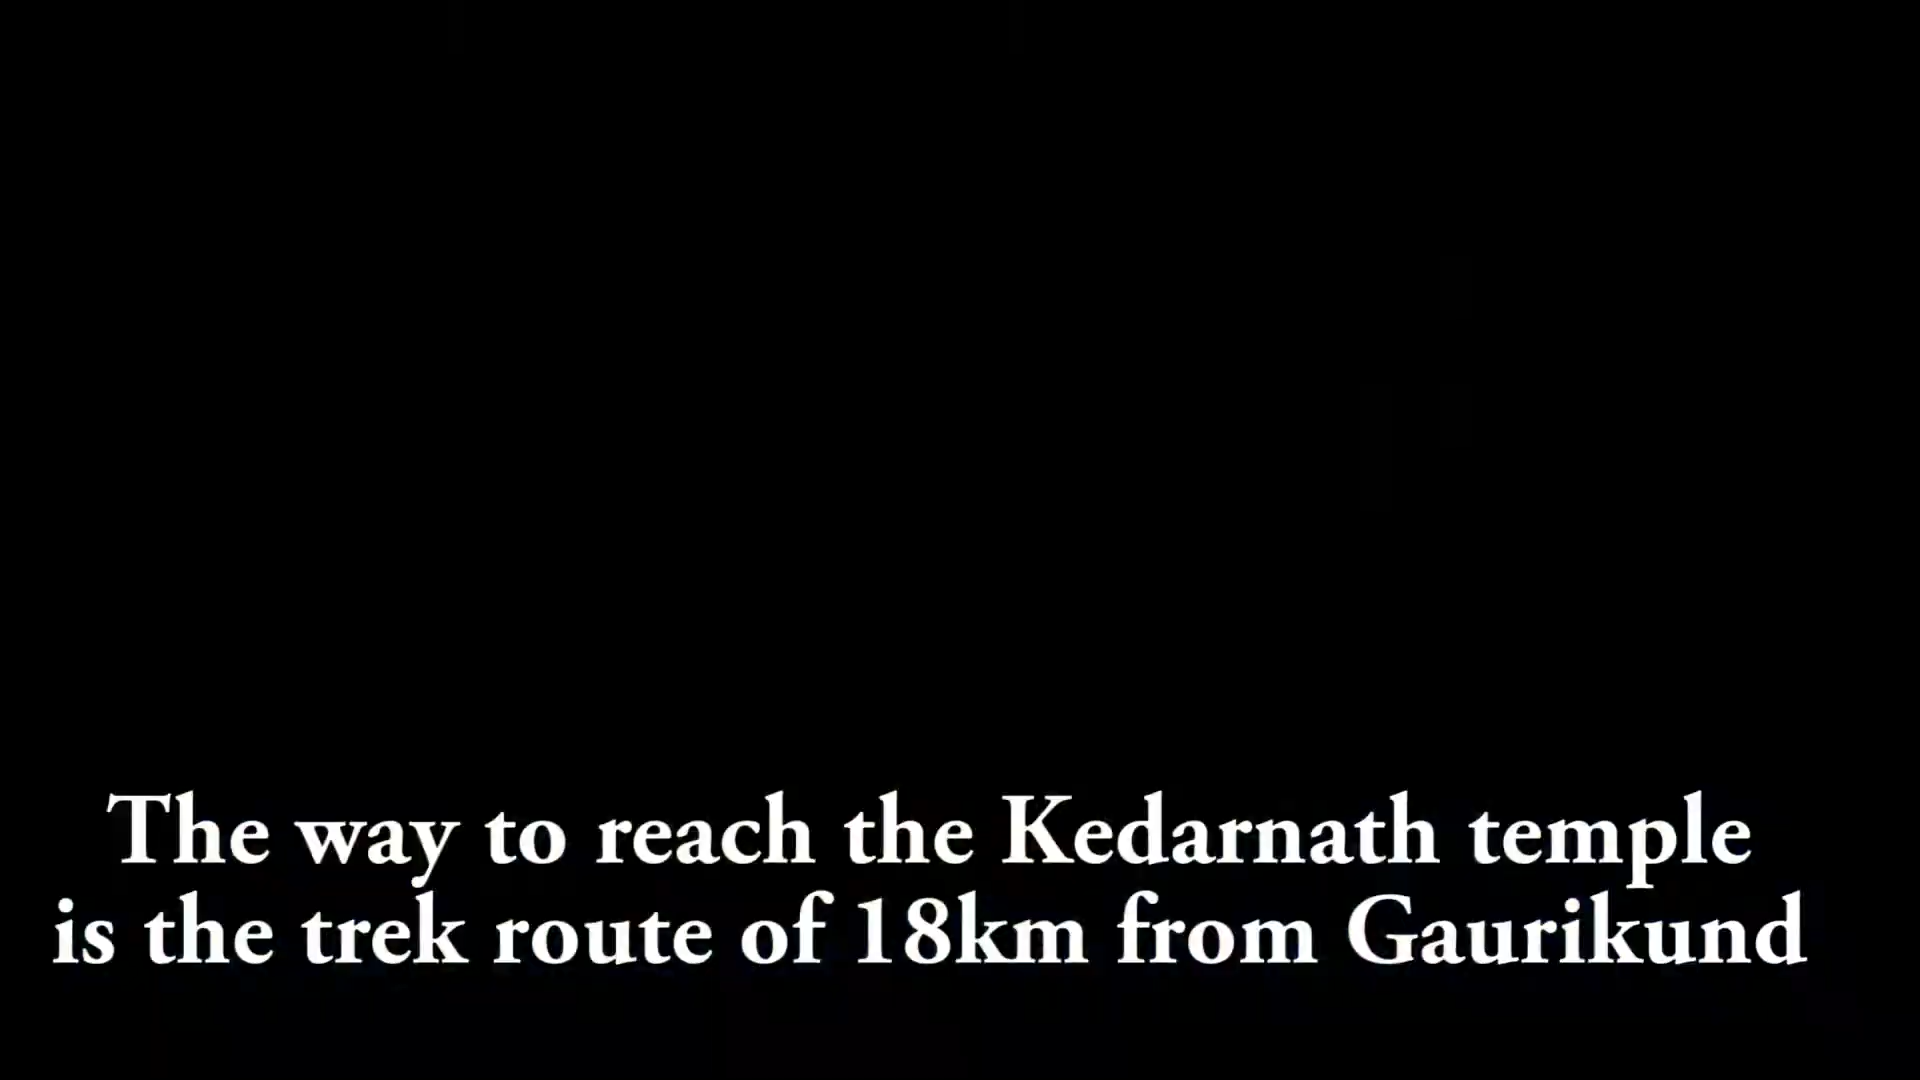 The way to reach the Kedarnath temple
is the trek route of 18km from Gaurikund